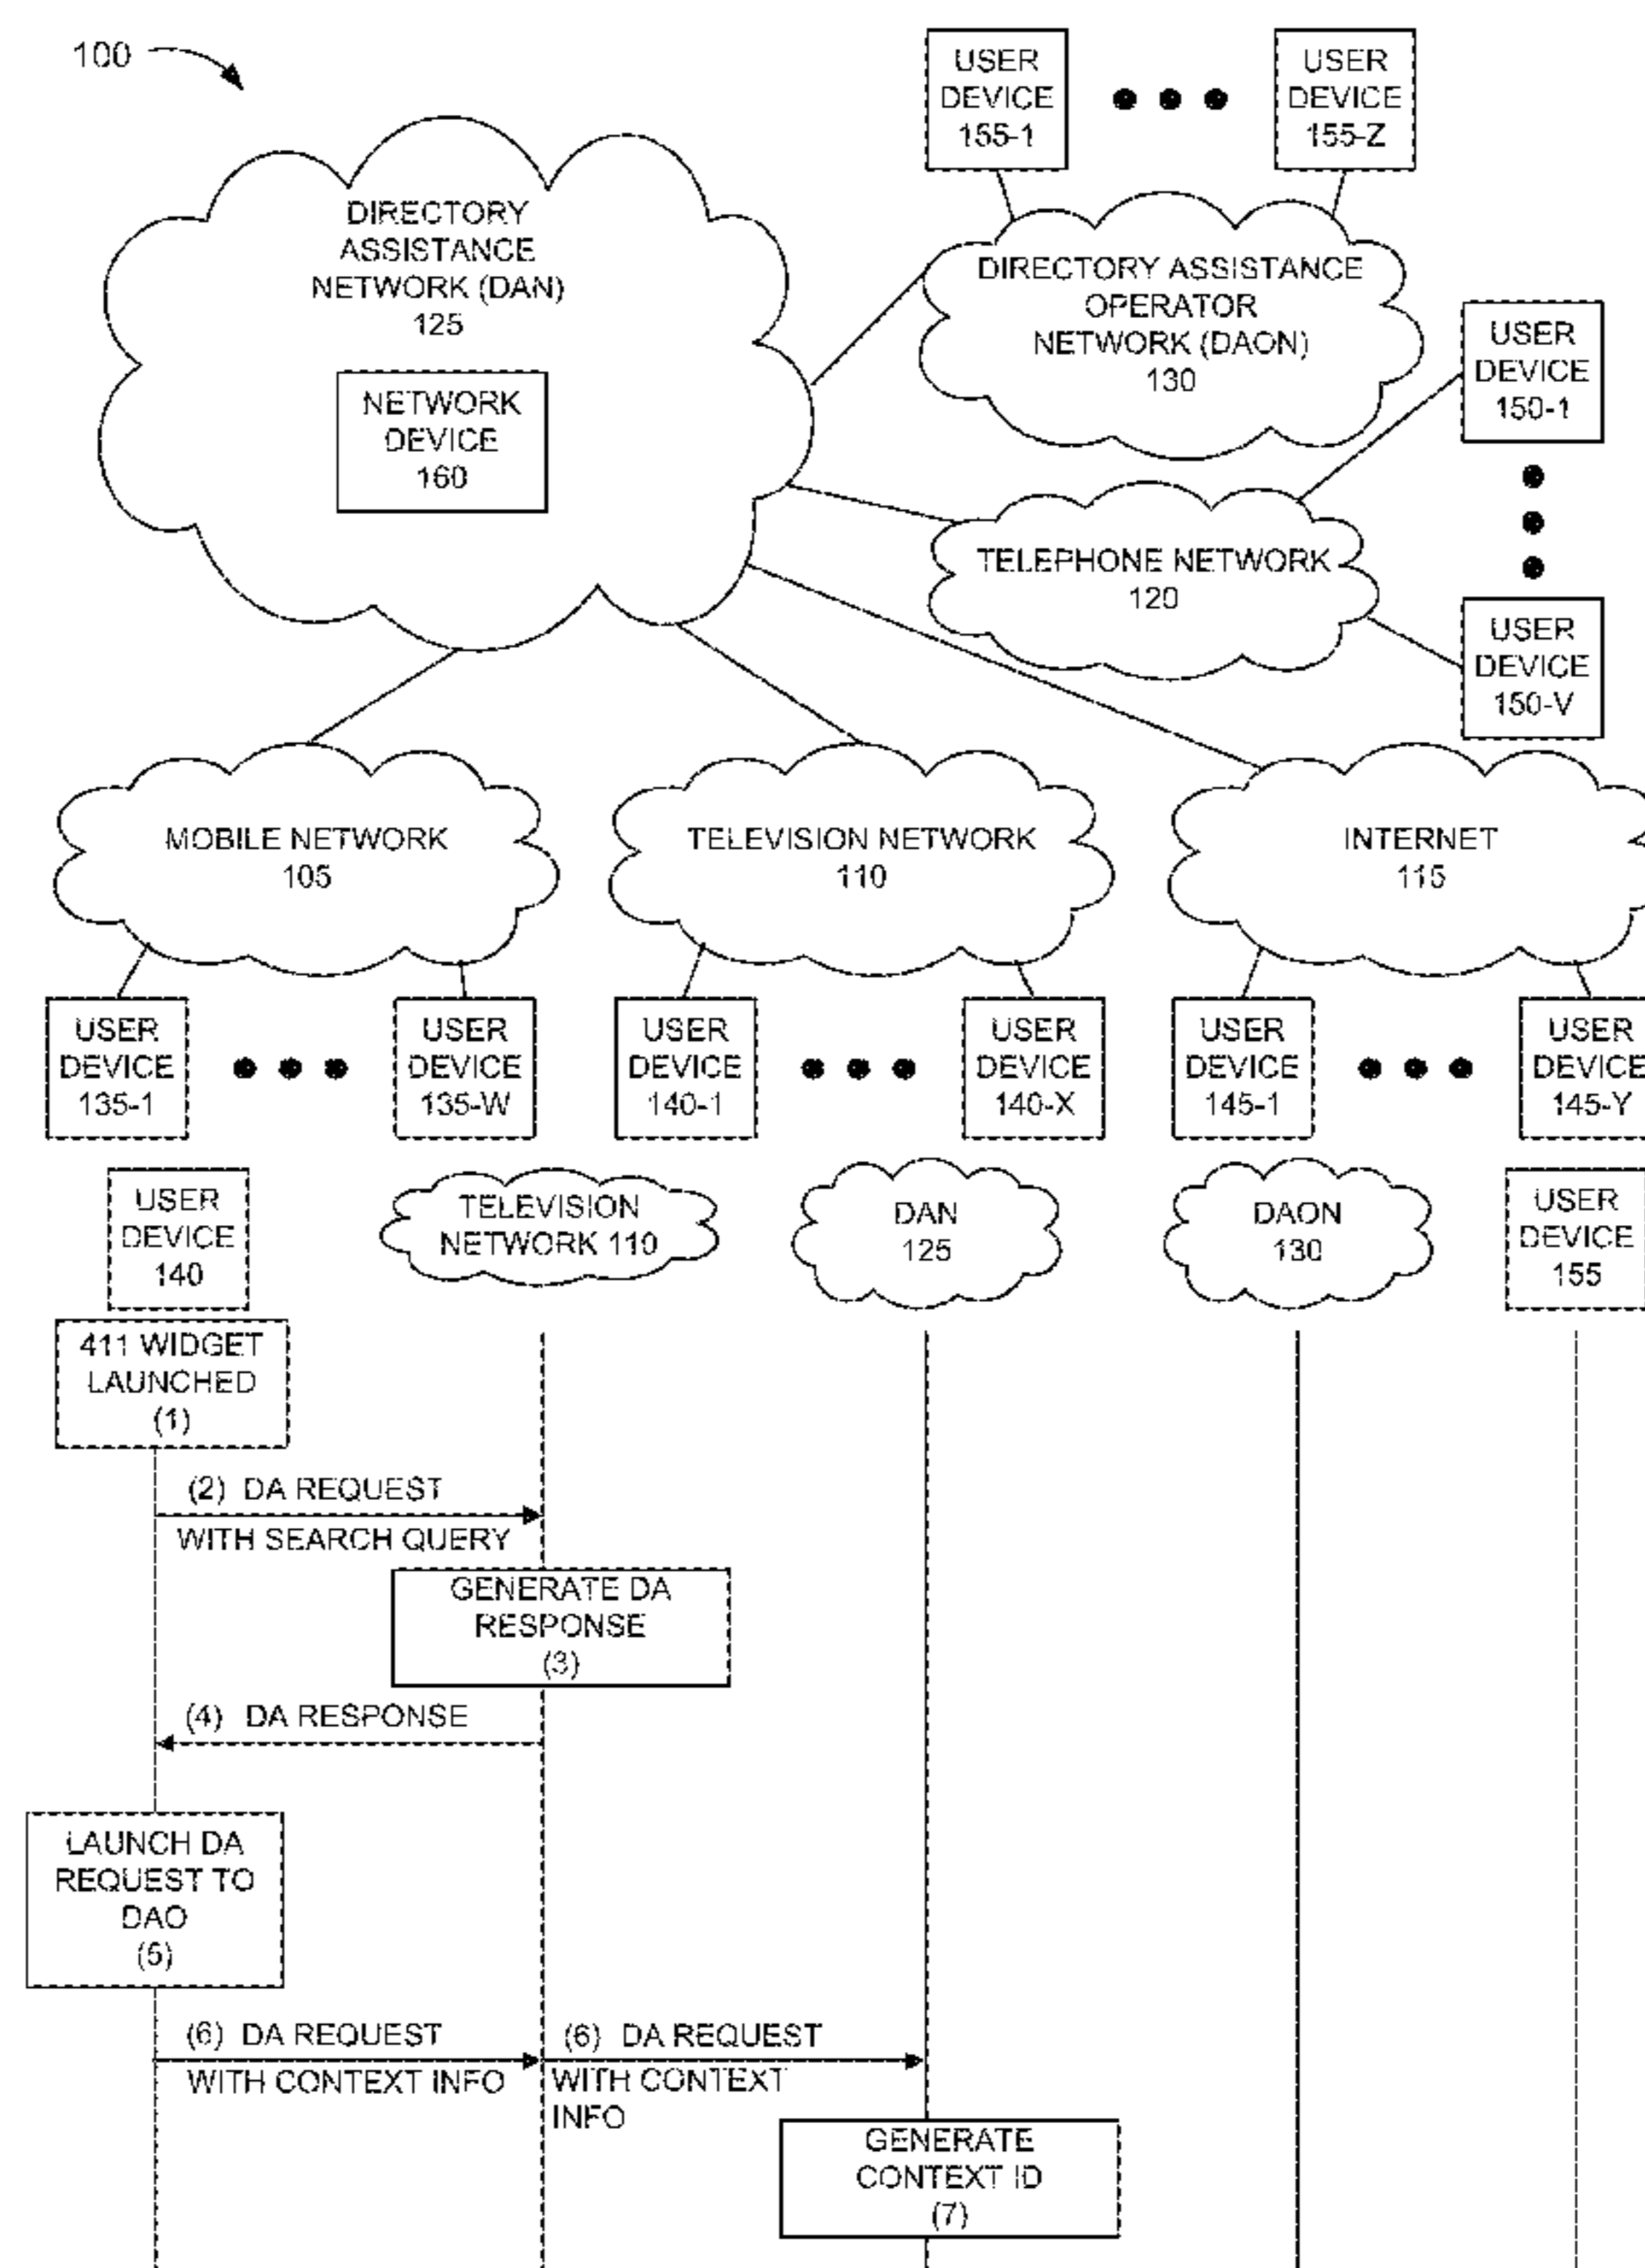 100
USER
DEVICE
155-1
USER
DEVICE
155-Z
DIRECTORY
ASSISTANCE
NETWORK (DAN)
125
NETWORK
DEVICE
160
DIRECTORY ASSISTANCE
OPERATOR
NETWORK (DAON)
130
USER
DEVICE
150-1
TELEPHONE NETWORK
120
USER
DEVICE
150-V
MOBILE NETWORK
105
TELEVISION NETWORK
110
INTERNET
115
USER
DEVICE
135-1
USER
DEVICE
135-W
USER
DEVICE
140-1
USER
DEVICE
140-X
USER
DEVICE
145-1
USER
DEVICE
145-Y
USER
DEVICE
140
TELEVISION
NETWORK 110
DAN
125
DAON
130
USER
DEVICE
155
411 WIDGET
LAUNCHED
(1)
(2) DA REQUEST
WITH SEARCH QUERY
GENERATE DA
RESPONSE
(3)
(4) DA RESPONSE
LAUNCH DA
REQUEST TO
DAO
(5)
(6) DA REQUEST
WITH CONTEXT INFO
(6) DA REQUEST
WITH CONTEXT
INFO
GENERATE
CONTEXT ID
(7)